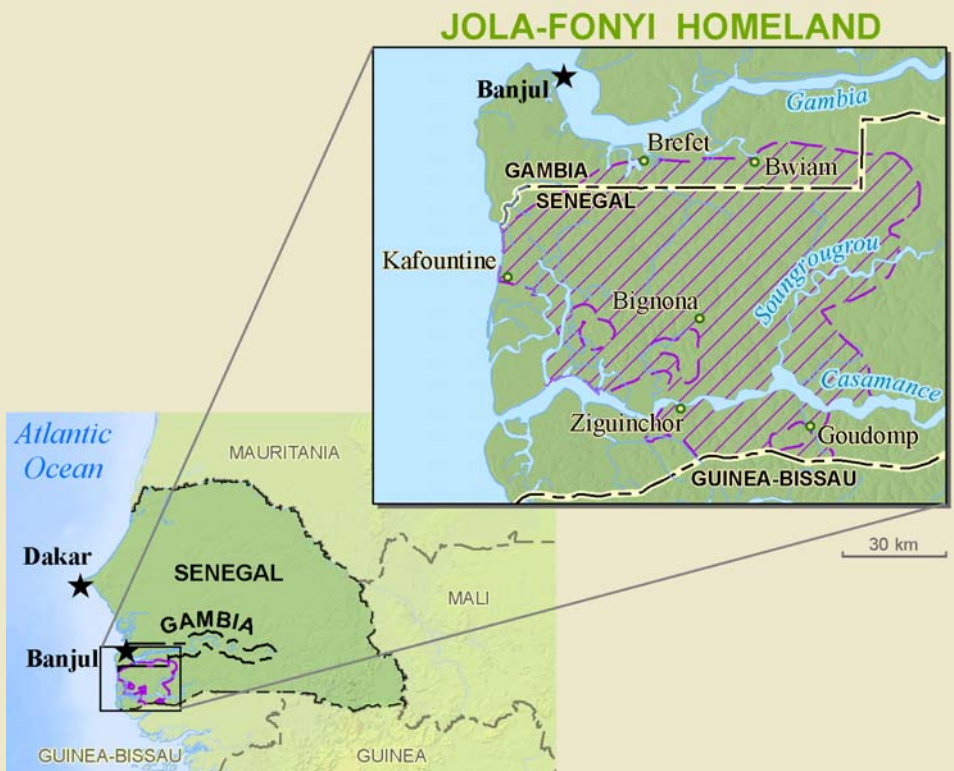 JOLA-FONYI HOMELAND
Banjul
Gambia
Brefet
Bwiam
GAMBIA
SENEGAL
Kafountine
Soungrougrou
Bignona
Casamance
Ziguinchor
Goudomp
GUINEA-BISSAU
30 km
Atlantic
Ocean
MAURITANIA
Dakar
SENEGAL
MALI
GAMBIA
Banjul
GUINEA-BISSAU
GUINEA